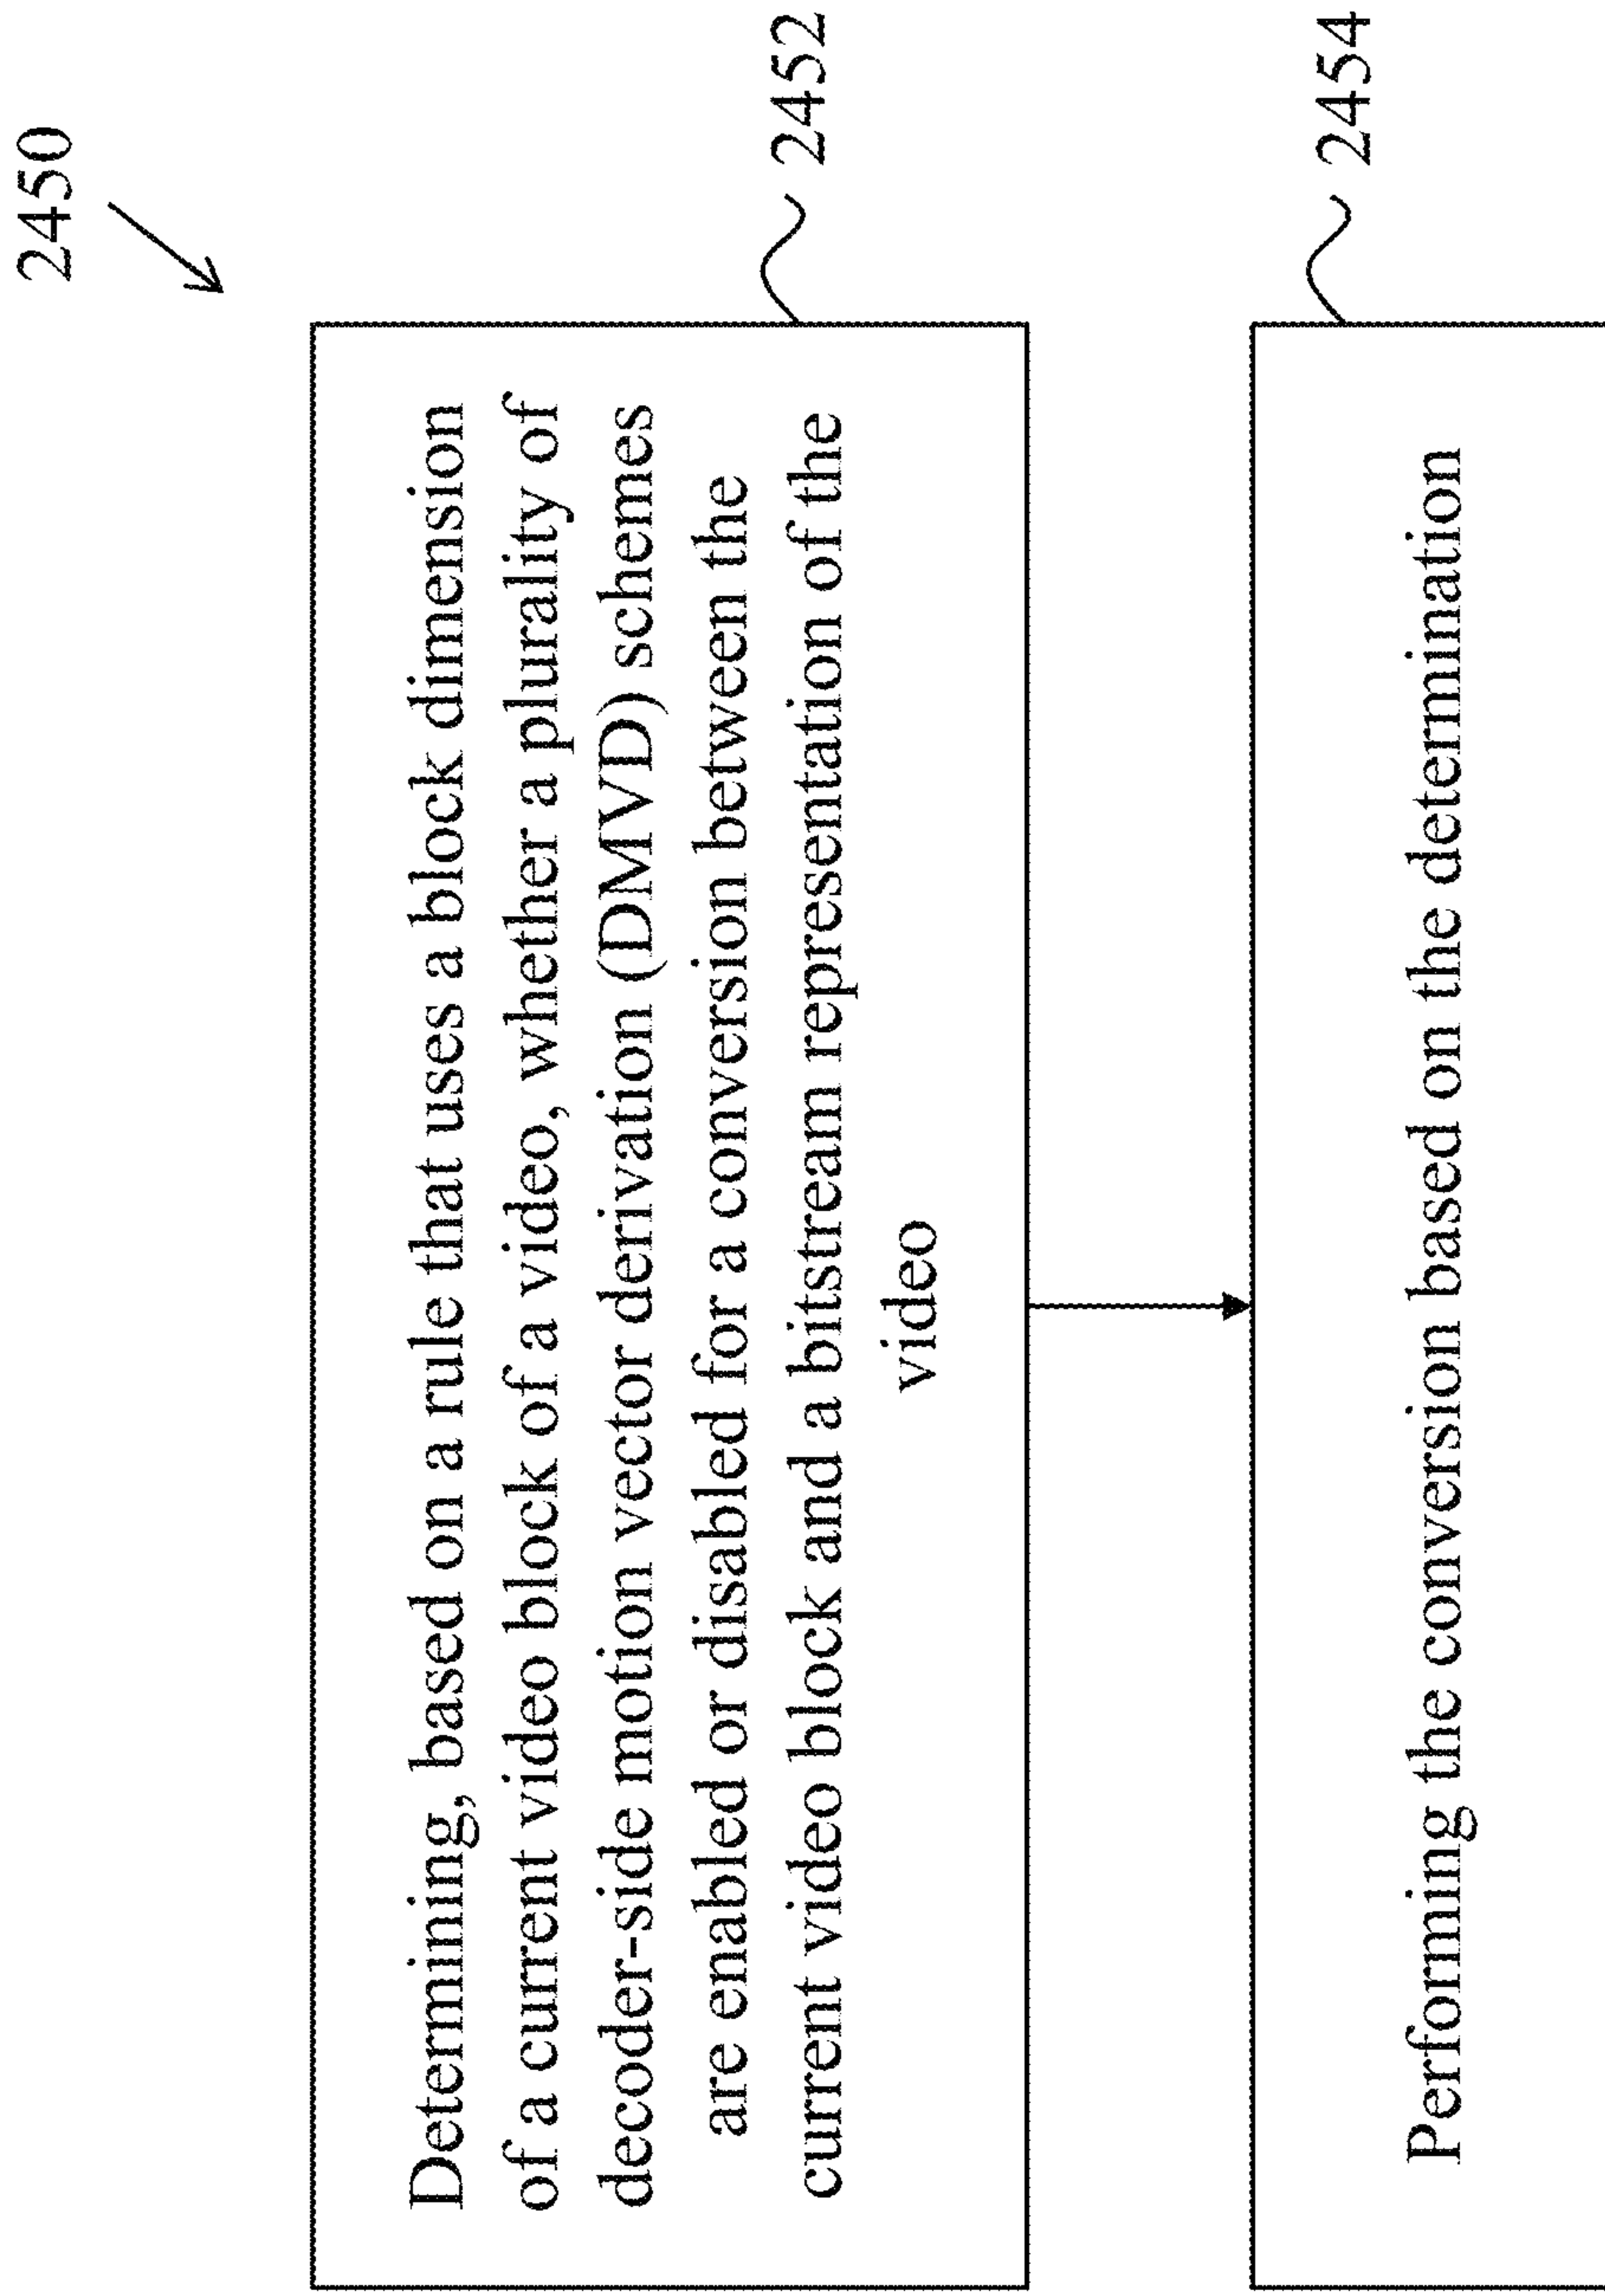 2450
Determining, based on a rule that uses a block dimension
of a current video block of a video, whether a plurality of
decoder-side motion vector derivation (DMVD) schemes
are enabled or disabled for a conversion between the
current video block and a bitstream representation of the
video
2452
Performing the conversion based on the determination
2454